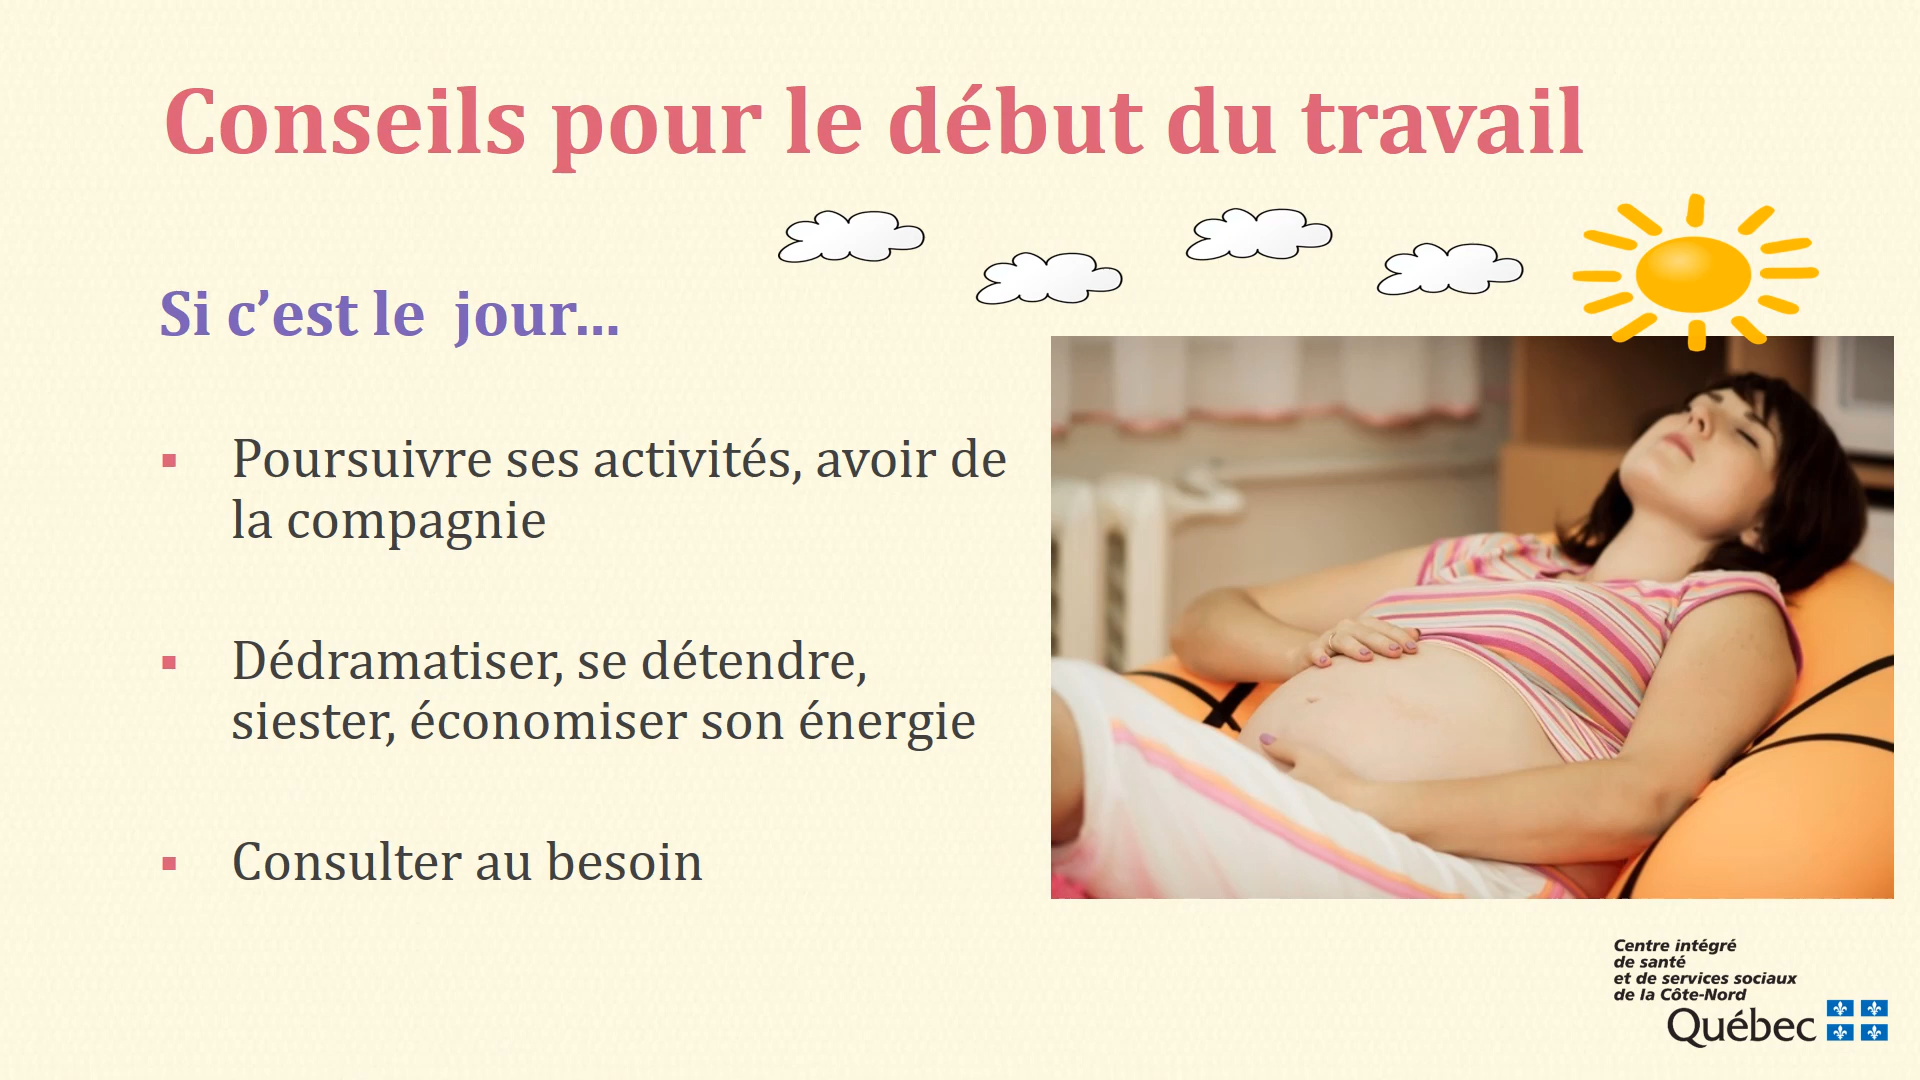 Conseils pour le début du travail
Si c’est le  jour...
▪ Poursuivre ses activités, avoir de
la compagnie
▪ Dédramatiser, se détendre,
siester, économiser son énergie
▪ Consulter au besoin
Centre intégré
de santé
et de services sociaux
de la Côte-Nord
Québec